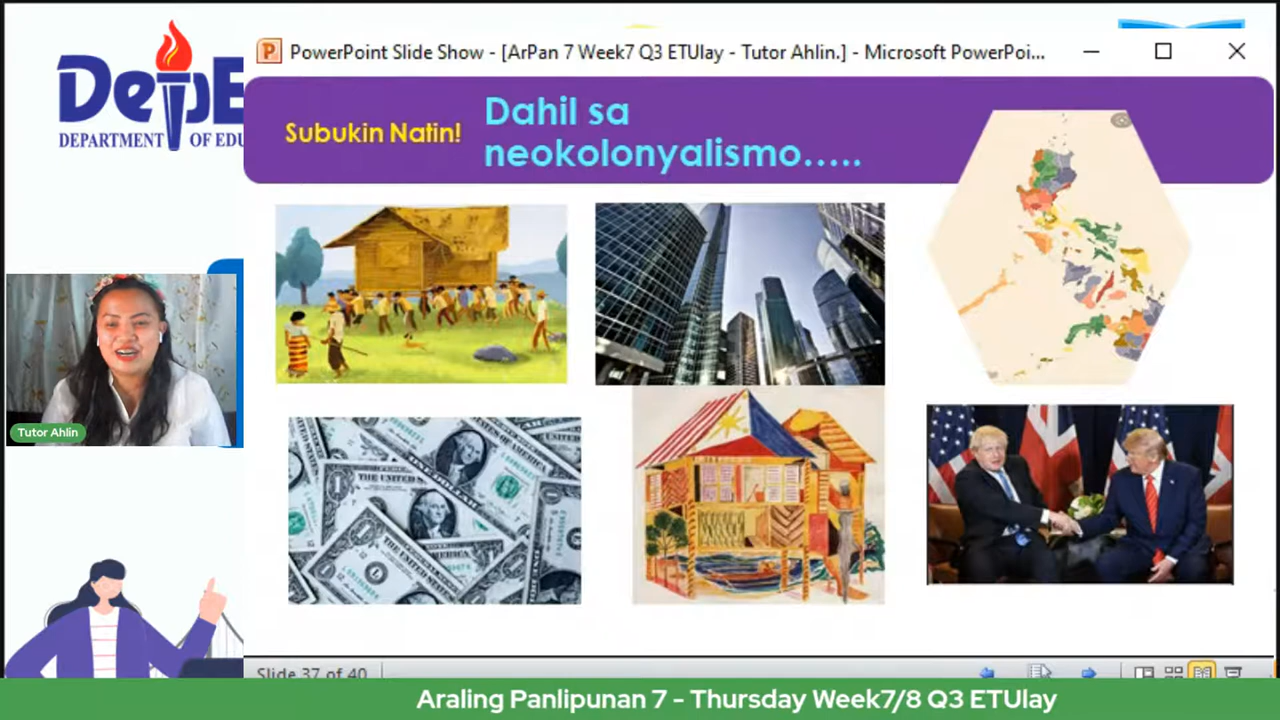 DepE
DEPARTMENT OF EDU
PowerPoint Slide Show - [ArPan 7 Week7 Q3 ETUlay - Tutor Ahlin.] - Microsoft PowerPoi...
Subukin Natin!
Dahil sa
neokolonyalismo.....
Tutor Ahlin
Slide 37 of 40
Araling Panlipunan 7 - Thursday Week7/8 Q3 ETUlay